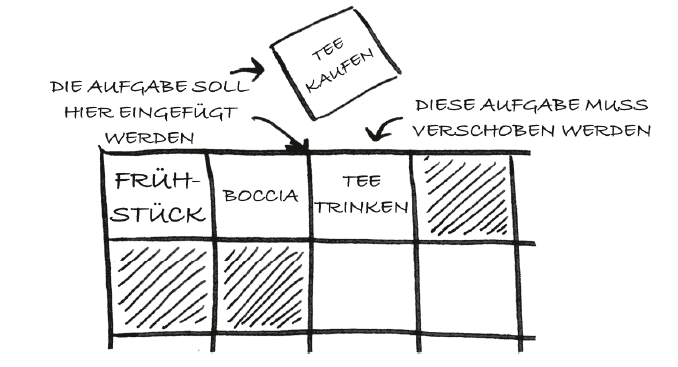 TEE
KAUFEN
DIE AUFGABE SOLL
HIER EINGEFÜGT
WERDEN
DIESE AUFGABE MUSS
VERSCHOBEN WERDEN
FRÜH-
STÜCK
BOCCIA
TEE
TRINKEN